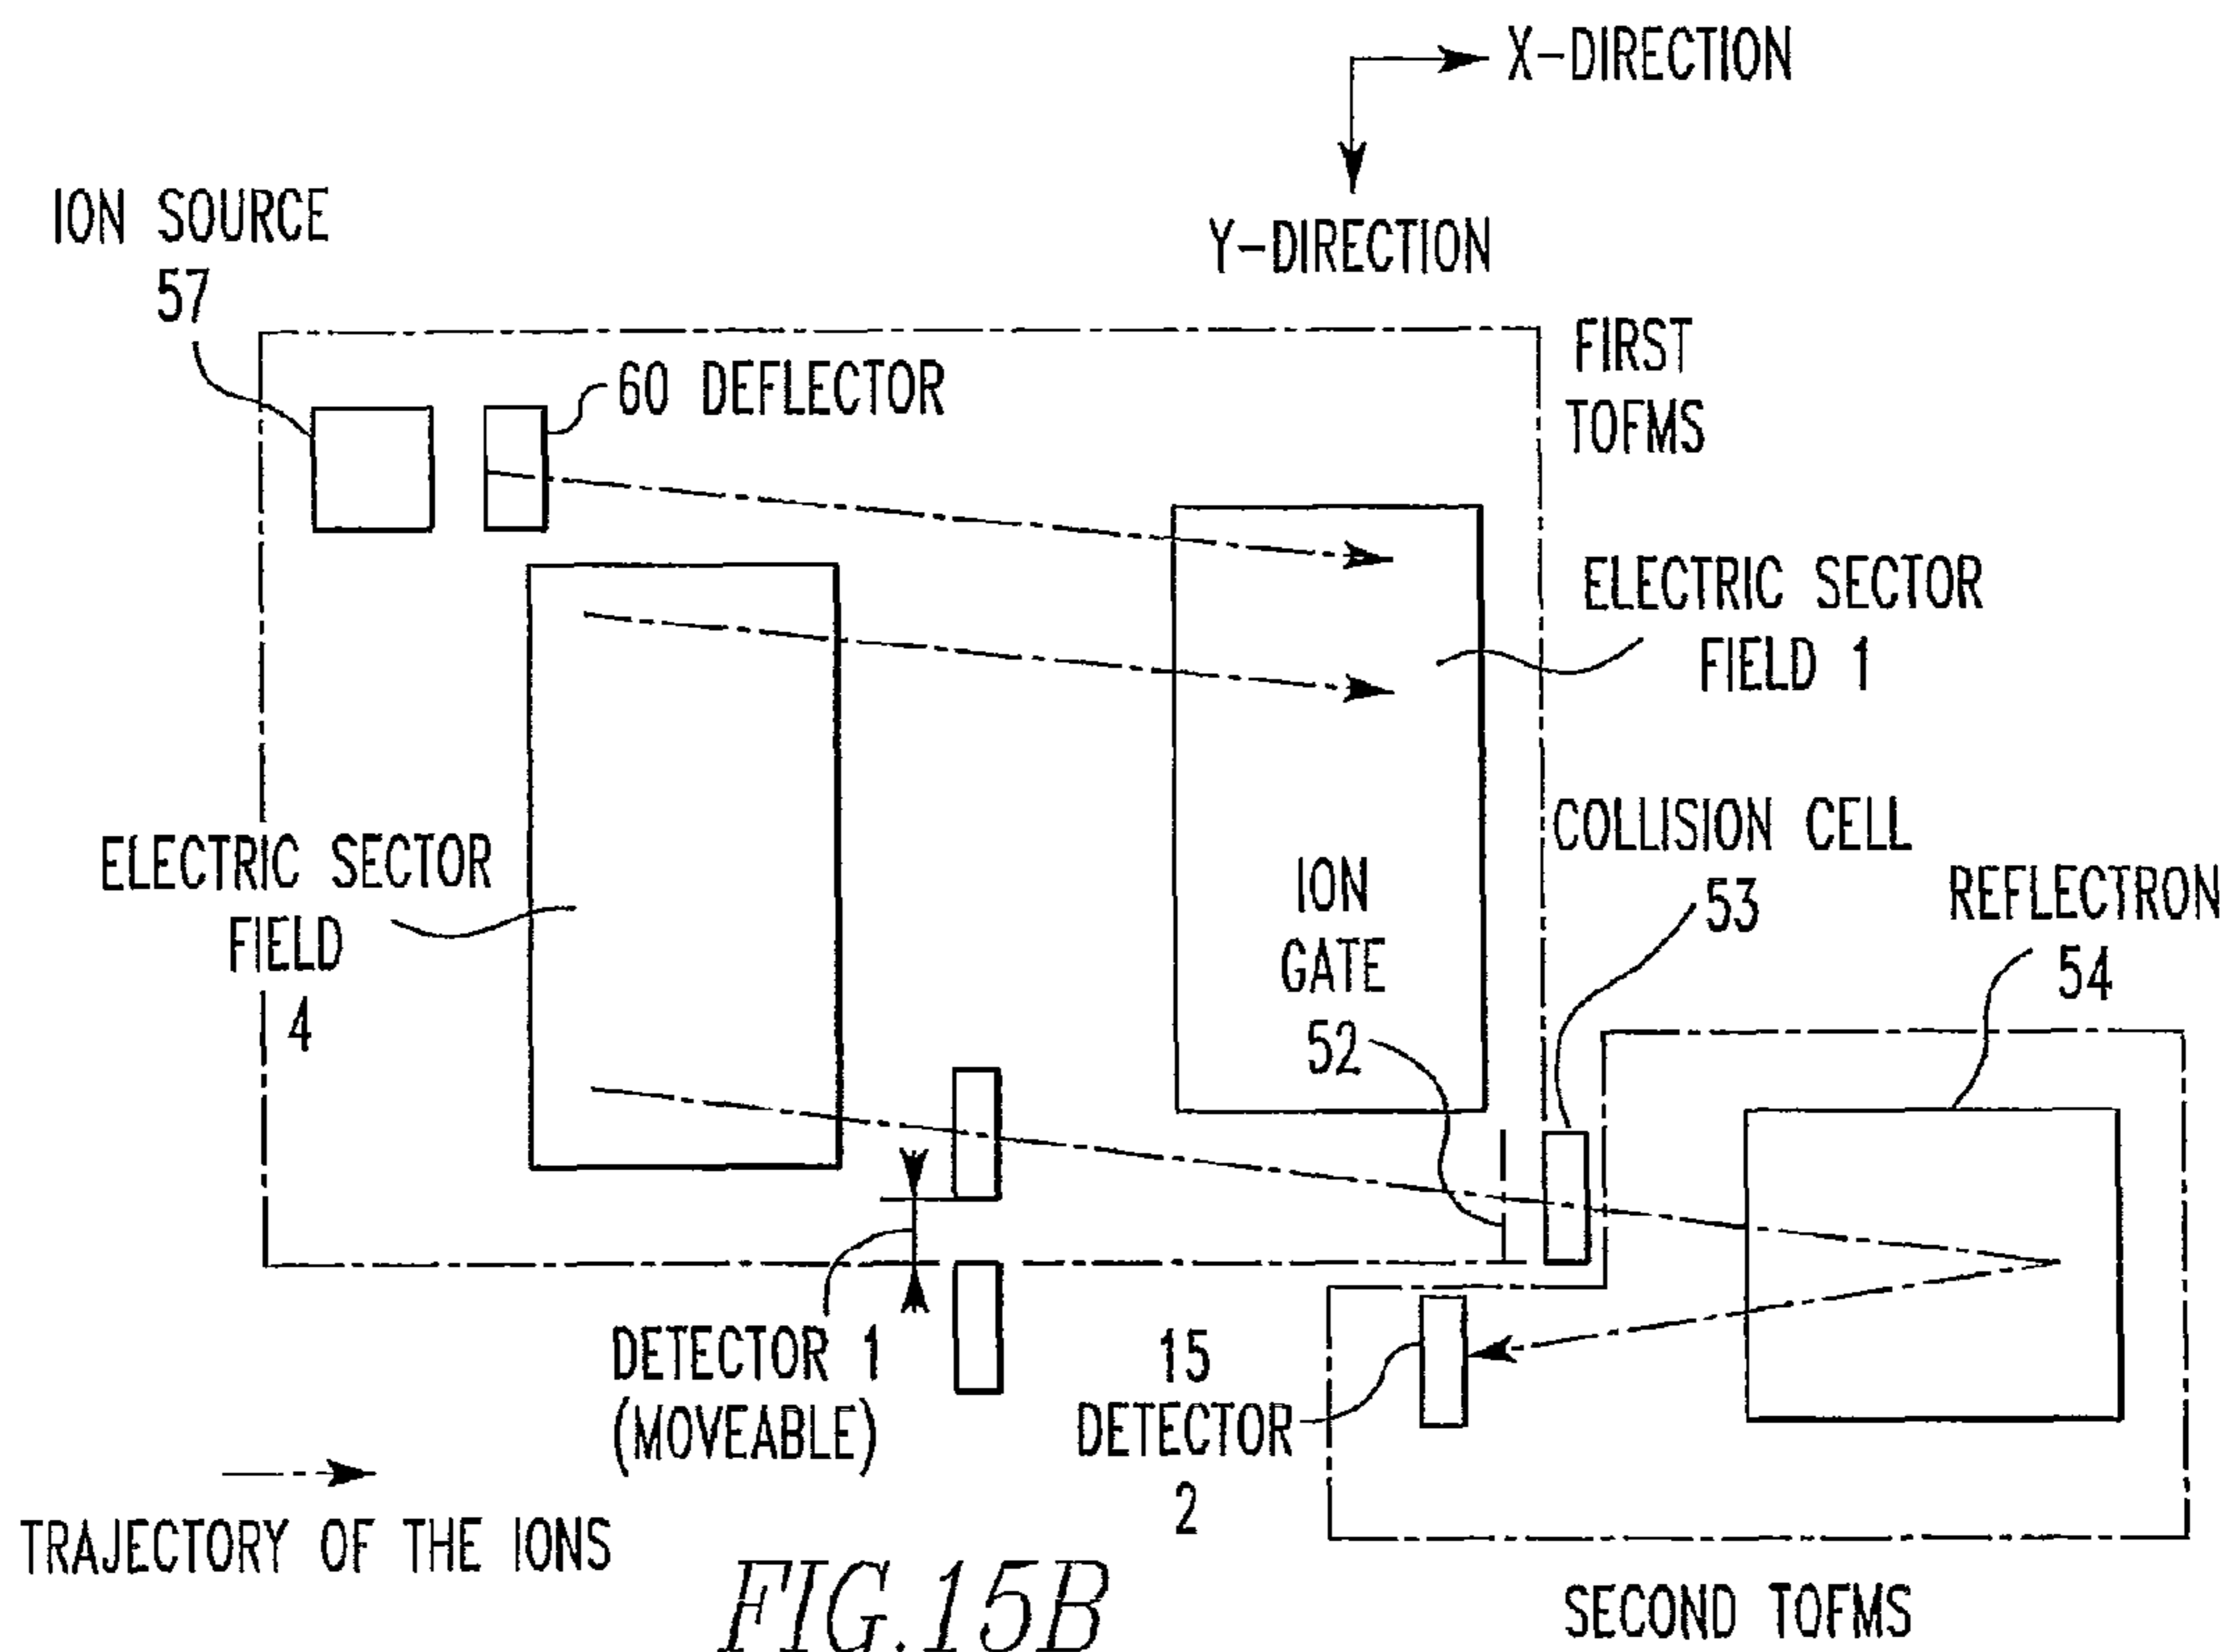 X-DIRECTION
Y-DIRECTION
ION SOURCE
57
FIRST
TOFMS
60 DEFLECTOR
ELECTRIC SECTOR
FIELD 1
ELECTRIC SECTOR
FIELD
4
ION
GATE
52
COLLISION CELL
53
REFLECTRON
54
DETECTOR 1
(MOVEABLE)
15
DETECTOR
2
TRAJECTORY OF THE IONS
SECOND TOFMS
FIG.15B